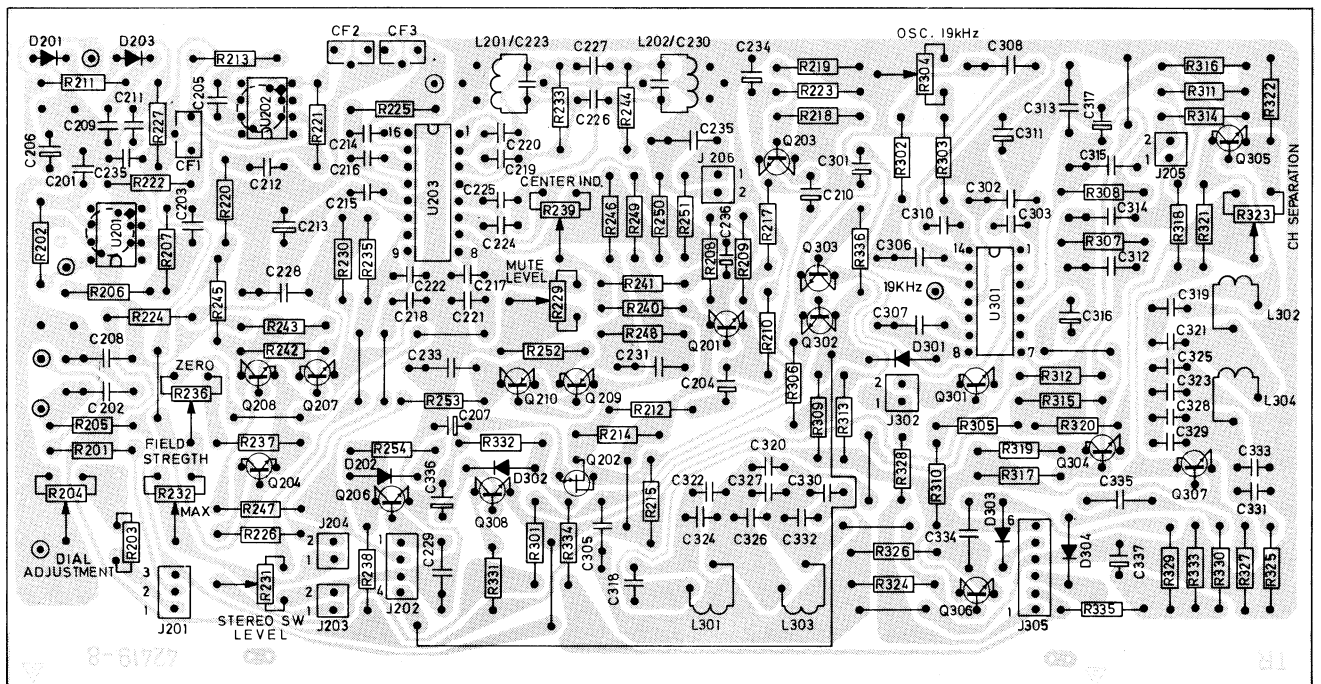 D201
D203
R213
CF2
CF3
L201/C223
C227
L202/C230
C234
R219
OSC. 19kHz
C308
R316
R211
C205
U202
R221
R225
R233
C226
R244
R223
R304
C313
C317
R311
R322
C206
C209
C211
R227
CF1
C214
16
1
C220
C235
R218
Q203
R302
R303
C311
R314
2
1
J205
Q305
C201
C235
R222
C212
C216
C219
J 206
1
2
C301
C315
C203
R220
C215
U203
C225
CENTER IND.
R239
R246
R249
R250
R251
C210
C302
R308
CH SEPARATION
R202
U201
R207
C213
R230
R235
C224
R208
C236
R209
R217
R336
C310
C303
C314
R318
R321
R323
9
8
Q303
C306
14
1
R307
C312
R206
R245
C228
C222
C217
MUTE
LEVEL
R229
R241
19KHz
U301
R224
C218
C221
R240
Q201
R210
Q302
C307
C316
C319
L302
R243
R248
C321
C208
R242
C233
R252
C231
D301
8
7
C325
ZERO
R236
Q208
Q207
Q210
Q209
C204
R306
2
1
J302
Q301
R312
C323
L304
C202
R253
C207
R212
R309
R313
R315
C328
R205
R305
R320
C329
R201
FIELD
STREGTH
R237
R254
R332
R214
C320
R328
R310
R319
Q304
C333
D202
D302
Q202
R204
R232
Q204
Q206
C336
Q308
R215
C322
C327
C330
R317
Q307
C331
MAX
R247
C335
R203
R226
J204
2
1
R238
1
4
J202
C229
R301
R334
C305
C324
C326
C332
R326
C334
D303
6
D304
C337
DIAL
ADJUSTMENT
R331
C318
R324
R329
R333
R330
R327
R325
3
2
1
J201
R231
2
1
J203
STEREO SW
LEVEL
L301
L303
Q306
1
J305
R335
42419-8
TR